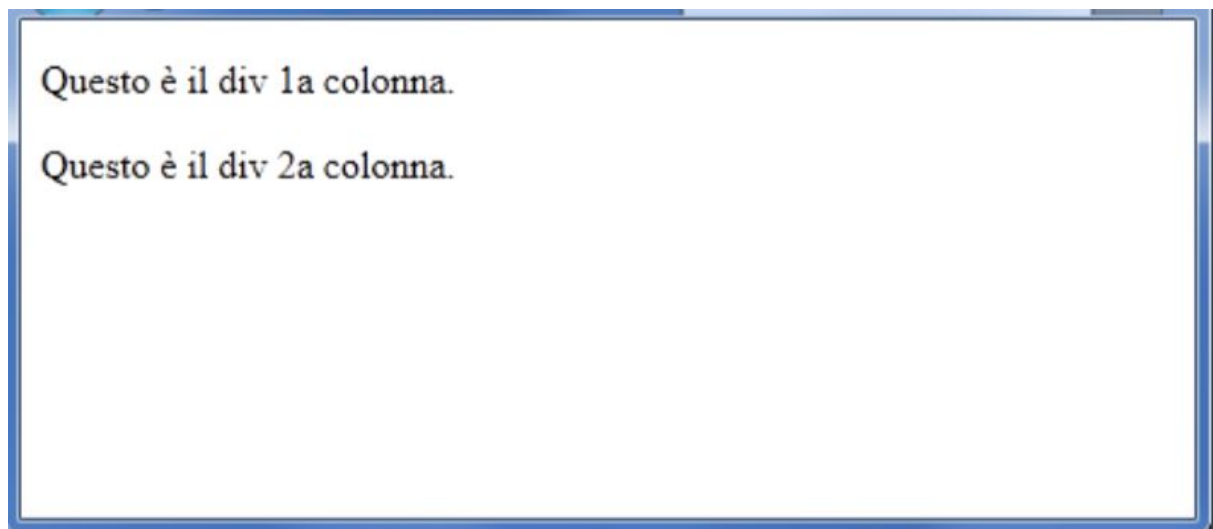 Questo è il div 1a colonna.
Questo è il div 2a colonna.